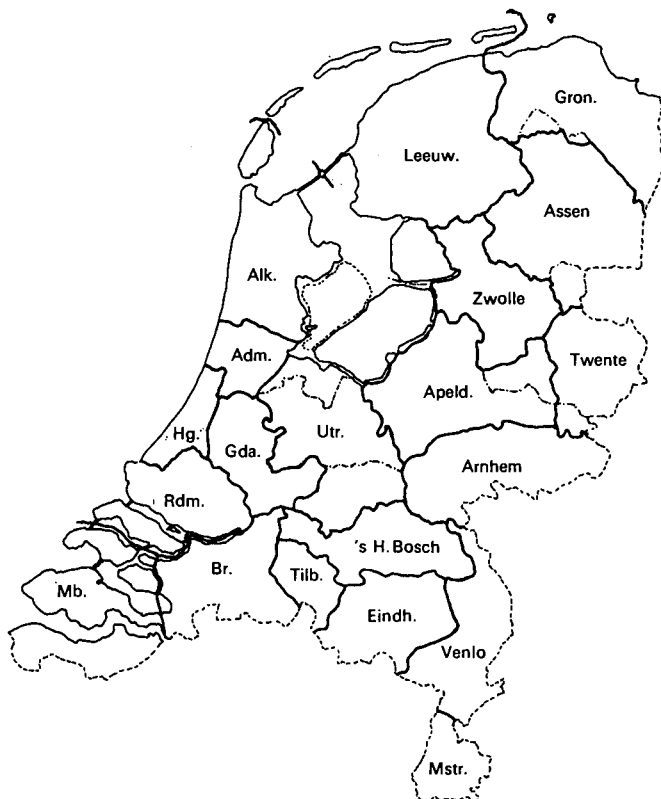 Gron.
Leeuw.
Assen
Alk.
Zwolle
Adm.
Twente
Apeld.
Hg.
Gda.
Utr.
Arnhem
Rdm.
's H. Bosch
Br.
Tilb.
Mb.
Eindh.
Venlo
Mstr.